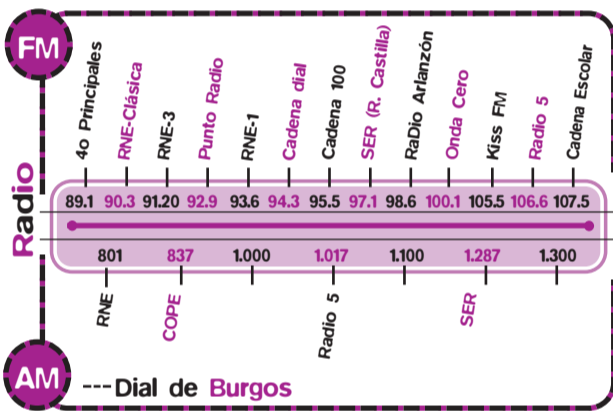 FM
4o Principales
RNE-Clásica
RNE-3
Punto Radio
RNE-1
Cadena dial
Cadena 100
SER (R. Castilla)
RaDio Arlanzón
Onda Cero
Kiss FM
Radio 5
Cadena Escolar
Radio
89.1 90.3 91.20 92.9 93.6 94.3 95.5 97.1 98.6 100.1 105.5 106.6 107.5
801 837 1.000 1.017 1.100 1.287 1.300
RNE
COPE
Radio 5
SER
AM
---Dial de Burgos